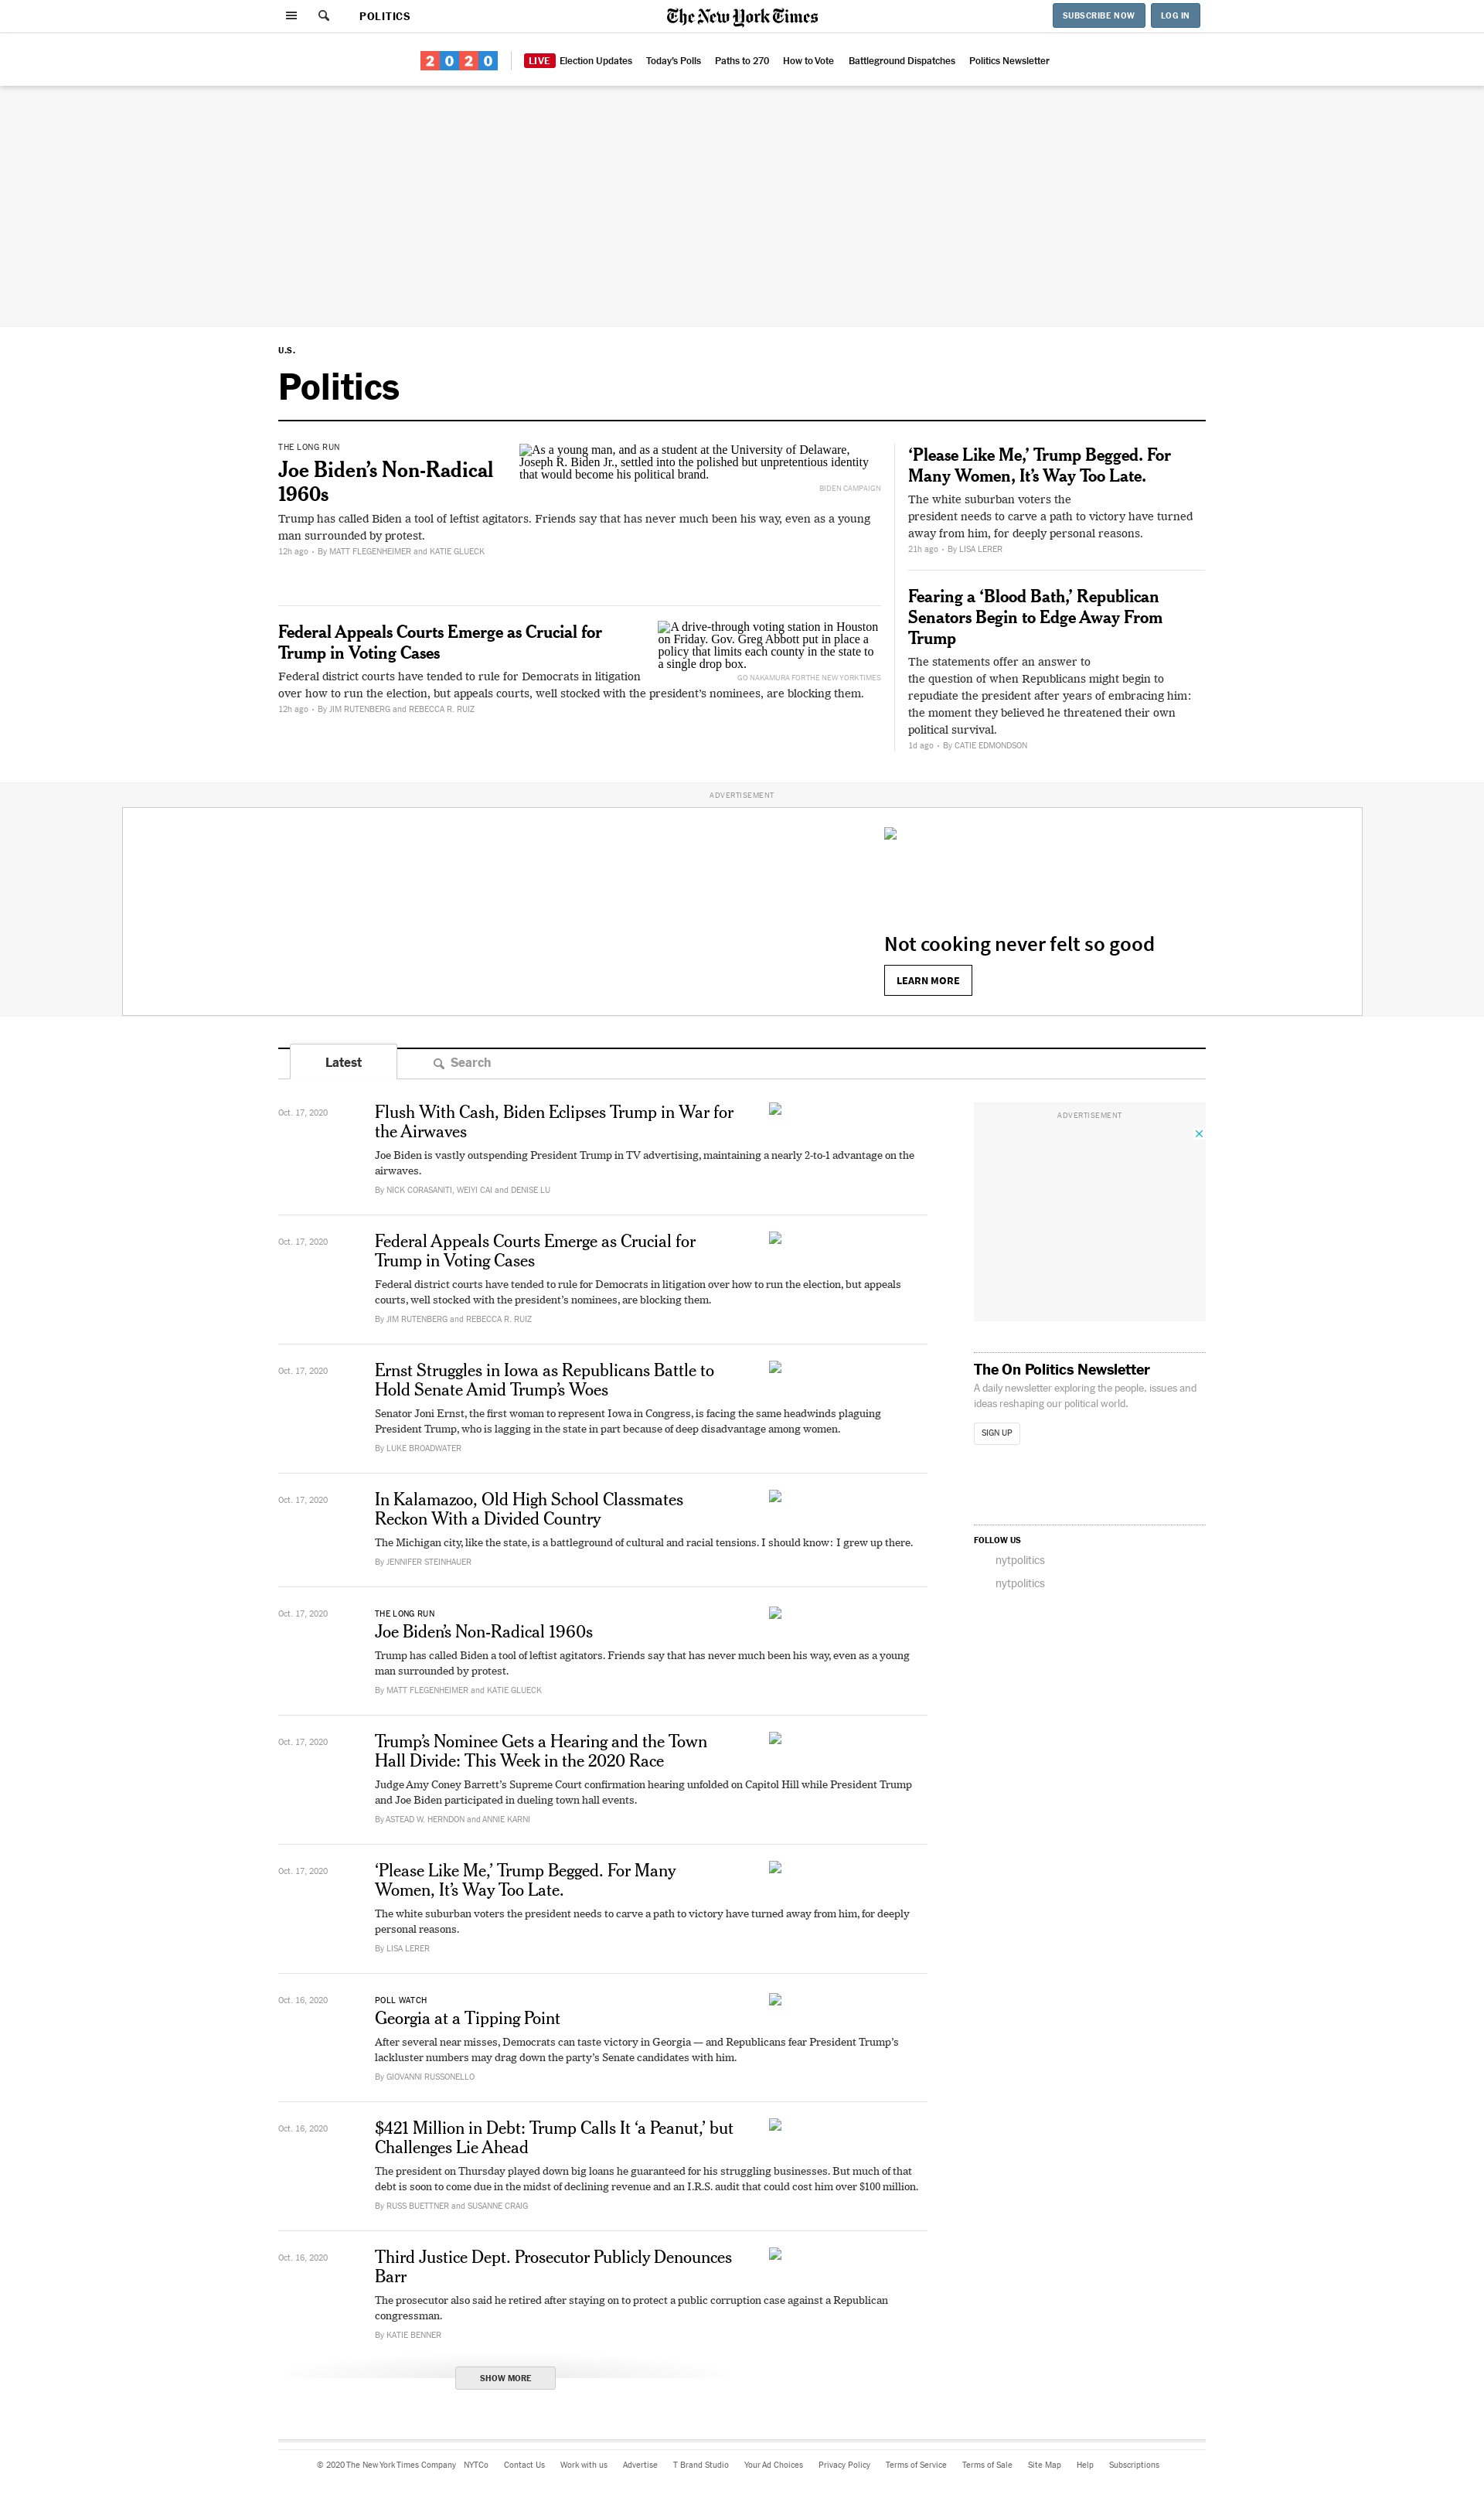 POLITICS
The New York Times
SUBSCRIBE NOW
LOG IN
2020
LIVE Election Updates
Today's Polls
Paths to 270
How to Vote
Battleground Dispatches
Politics Newsletter
U.S.
Politics
THE LONG RUN
Joe Biden’s Non-Radical
1960s
As a young man, and as a student at the University of Delaware,
Joseph R. Biden Jr., settled into the polished but unpretentious identity
that would become his political brand.
BIDEN CAMPAIGN
Trump has called Biden a tool of leftist agitators. Friends say that has never much been his way, even as a young
man surrounded by protest.
12h ago • By MATT FLEGENHEIMER and KATIE GLUECK
Federal Appeals Courts Emerge as Crucial for
Trump in Voting Cases
A drive-through voting station in Houston
on Friday. Gov. Greg Abbott put in place a
policy that limits each county in the state to
a single drop box.
GO NAKAMURA FOR THE NEW YORK TIMES
Federal district courts have tended to rule for Democrats in litigation
over how to run the election, but appeals courts, well stocked with the president’s nominees, are blocking them.
12h ago • By JIM RUTENBERG and REBECCA R. RUIZ
‘Please Like Me,’ Trump Begged. For
Many Women, It’s Way Too Late.
The white suburban voters the
president needs to carve a path to victory have turned
away from him, for deeply personal reasons.
21h ago • By LISA LERER
Fearing a ‘Blood Bath,’ Republican
Senators Begin to Edge Away From
Trump
The statements offer an answer to
the question of when Republicans might begin to
repudiate the president after years of embracing him:
the moment they believed he threatened their own
political survival.
1d ago • By CATIE EDMONDSON
ADVERTISEMENT
Not cooking never felt so good
LEARN MORE
Latest
Search
Oct. 17, 2020
Flush With Cash, Biden Eclipses Trump in War for
the Airwaves
Joe Biden is vastly outspending President Trump in TV advertising, maintaining a nearly 2-to-1 advantage on the
airwaves.
By NICK CORASANITI, WEIYI CAI and DENISE LU
Oct. 17, 2020
Federal Appeals Courts Emerge as Crucial for
Trump in Voting Cases
Federal district courts have tended to rule for Democrats in litigation over how to run the election, but appeals
courts, well stocked with the president’s nominees, are blocking them.
By JIM RUTENBERG and REBECCA R. RUIZ
Oct. 17, 2020
Ernst Struggles in Iowa as Republicans Battle to
Hold Senate Amid Trump’s Woes
Senator Joni Ernst, the first woman to represent Iowa in Congress, is facing the same headwinds plaguing
President Trump, who is lagging in the state in part because of deep disadvantage among women.
By LUKE BROADWATER
Oct. 17, 2020
In Kalamazoo, Old High School Classmates
Reckon With a Divided Country
The Michigan city, like the state, is a battleground of cultural and racial tensions. I should know: I grew up there.
By JENNIFER STEINHAUER
Oct. 17, 2020
THE LONG RUN
Joe Biden’s Non-Radical 1960s
Trump has called Biden a tool of leftist agitators. Friends say that has never much been his way, even as a young
man surrounded by protest.
By MATT FLEGENHEIMER and KATIE GLUECK
Oct. 17, 2020
Trump’s Nominee Gets a Hearing and the Town
Hall Divide: This Week in the 2020 Race
Judge Amy Coney Barrett’s Supreme Court confirmation hearing unfolded on Capitol Hill while President Trump
and Joe Biden participated in dueling town hall events.
By ASTEAD W. HERNDON and ANNIE KARNI
Oct. 17, 2020
‘Please Like Me,’ Trump Begged. For Many
Women, It’s Way Too Late.
The white suburban voters the president needs to carve a path to victory have turned away from him, for deeply
personal reasons.
By LISA LERER
Oct. 16, 2020
POLL WATCH
Georgia at a Tipping Point
After several near misses, Democrats can taste victory in Georgia — and Republicans fear President Trump’s
lackluster numbers may drag down the party’s Senate candidates with him.
By GIOVANNI RUSSONELLO
Oct. 16, 2020
$421 Million in Debt: Trump Calls It ‘a Peanut,’ but
Challenges Lie Ahead
The president on Thursday played down big loans he guaranteed for his struggling businesses. But much of that
debt is soon to come due in the midst of declining revenue and an I.R.S. audit that could cost him over $100 million.
By RUSS BUETTNER and SUSANNE CRAIG
Oct. 16, 2020
Third Justice Dept. Prosecutor Publicly Denounces
Barr
The prosecutor also said he retired after staying on to protect a public corruption case against a Republican
congressman.
By KATIE BENNER
SHOW MORE
ADVERTISEMENT
The On Politics Newsletter
A daily newsletter exploring the people, issues and
ideas reshaping our political world.
SIGN UP
FOLLOW US
nytpolitics
nytpolitics
© 2020 The New York Times Company
NYTCo
Contact Us
Work with us
Advertise
T Brand Studio
Your Ad Choices
Privacy Policy
Terms of Service
Terms of Sale
Site Map
Help
Subscriptions